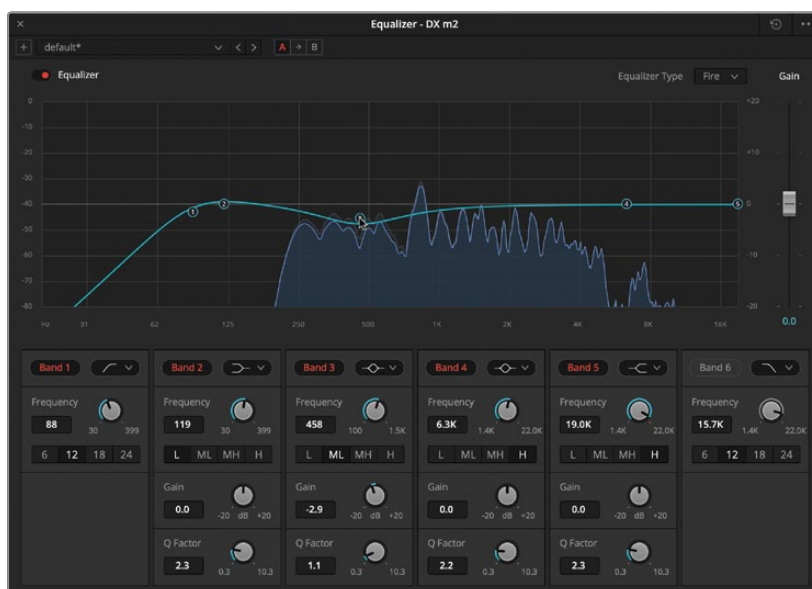 Equalizer - DX m2
default*
A B
Equalizer
Equalizer Type Fire Gain
0 +20
-10 +10
-20
-30
-40 0
-50
-60 -10
-70
-80 -20
1 2 4 5
Hz 31 62 125 250 500 1K 2K 4K 8K 16K 0.0
Band 1 Band 2 Band 3 Band 4 Band 5 Band 6
Frequency Frequency Frequency Frequency Frequency Frequency
88 119 458 6.3K 19.0K 15.7K
30 399 30 399 100 1.5K 1.4K 22.0K 1.4K 22.0K 1.4K 22.0K
6 12 18 24 L ML MH H L ML MH H L ML MH H L ML MH H 6 12 18 24
Gain Gain Gain Gain
0.0 -2.9 0.0 0.0
-20 dB +20 -20 dB +20 -20 dB +20 -20 dB +20
Q Factor Q Factor Q Factor Q Factor
2.3 1.1 2.2 2.3
0.3 10.3 0.3 10.3 0.3 10.3 0.3 10.3